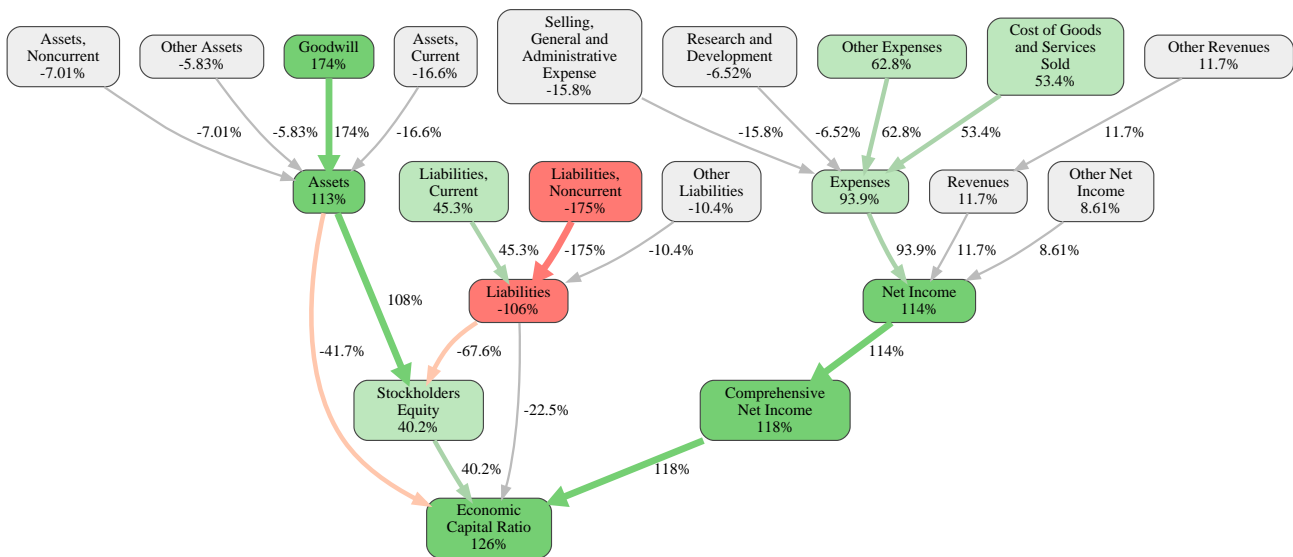 Assets,
Noncurrent
-7.01%
Other Assets
-5.83%
Goodwill
174%
Assets,
Current
-16.6%
Selling,
General and
Administrative
Expense
-15.8%
Research and
Development
-6.52%
Other Expenses
62.8%
Cost of Goods
and Services
Sold
53.4%
Other Revenues
11.7%
-7.01%
-5.83%
174%
-16.6%
-15.8%
-6.52%
62.8%
53.4%
11.7%
Assets
113%
Liabilities,
Current
45.3%
Liabilities,
Noncurrent
-175%
Other
Liabilities
-10.4%
Expenses
93.9%
Revenues
11.7%
Other Net
Income
8.61%
45.3%
-175%
-10.4%
93.9%
11.7%
8.61%
Liabilities
-106%
Net Income
114%
108%
-41.7%
-67.6%
114%
Stockholders
Equity
40.2%
-22.5%
Comprehensive
Net Income
118%
40.2%
118%
Economic
Capital Ratio
126%